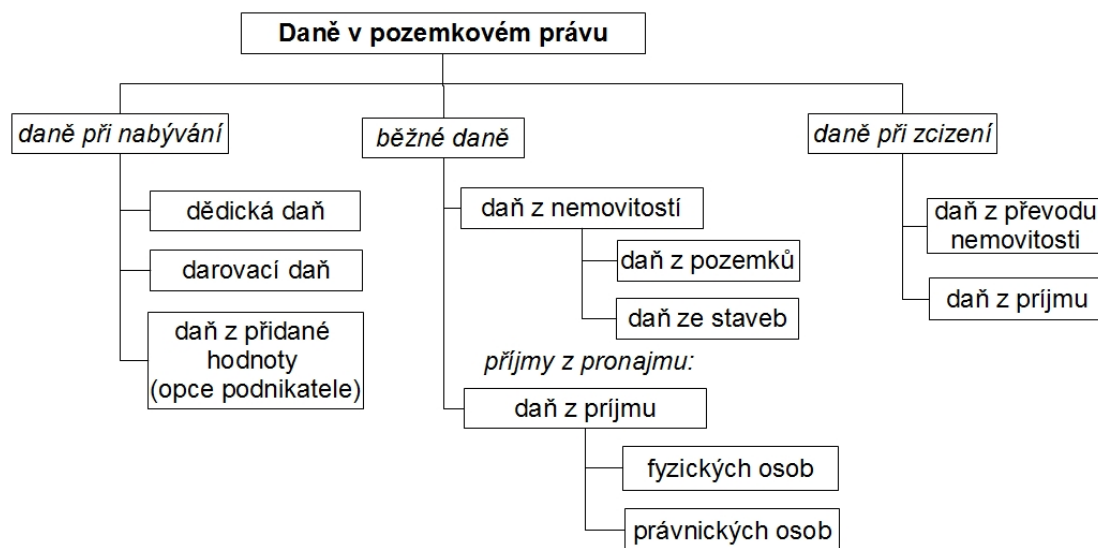 Daně v pozemkovém právu
daně při nabývání
dědická daň
darovací daň
daň z přidané
hodnoty
(opce podnikatele)
běžné daně
daň z nemovitostí
daň z pozemků
daň ze staveb
příjmy z pronajmu:
daň z príjmu
fyzických osob
právnických osob
daně při zcizení
daň z převodu
nemovitosti
daň z príjmu